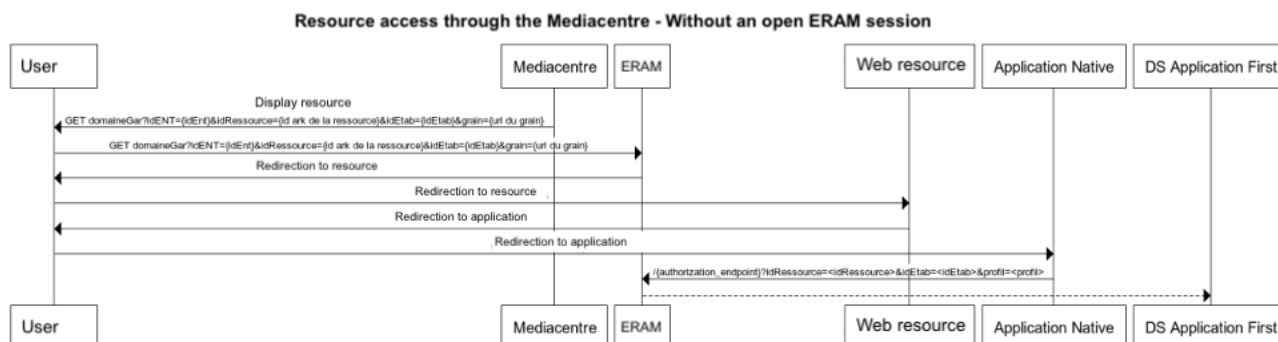 Resource access through the Mediacentre - Without an open ERAM session
User
Mediacentre
ERAM
Web resource
Application Native
DS Application First
Display resource
GET domaineGar?idENT={idEnt}&idRessource={id ark de la ressource}&idEtab={idEtab}&grain={url du grain}
GET domaineGar?idENT={idEnt}&idRessource={id ark de la ressource}&idEtab={idEtab}&grain={url du grain}
Redirection to resource
Redirection to resource
Redirection to application
Redirection to application
/{authorization_endpoint}?idRessource=<idRessource>&idEtab=<idEtab>&profil=<profil>
User
Mediacentre
ERAM
Web resource
Application Native
DS Application First